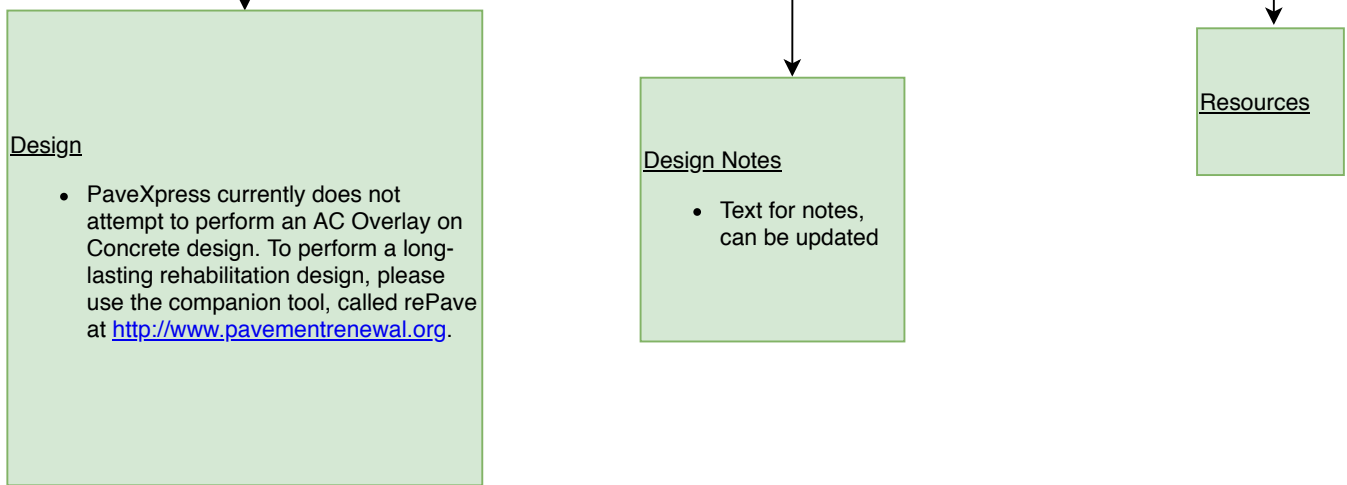 Design
• PaveXpress currently does not
attempt to perform an AC Overlay on
Concrete design. To perform a long-
lasting rehabilitation design, please
use the companion tool, called rePave
at http://www.pavementrenewal.org.
Design Notes
• Text for notes,
can be updated
Resources